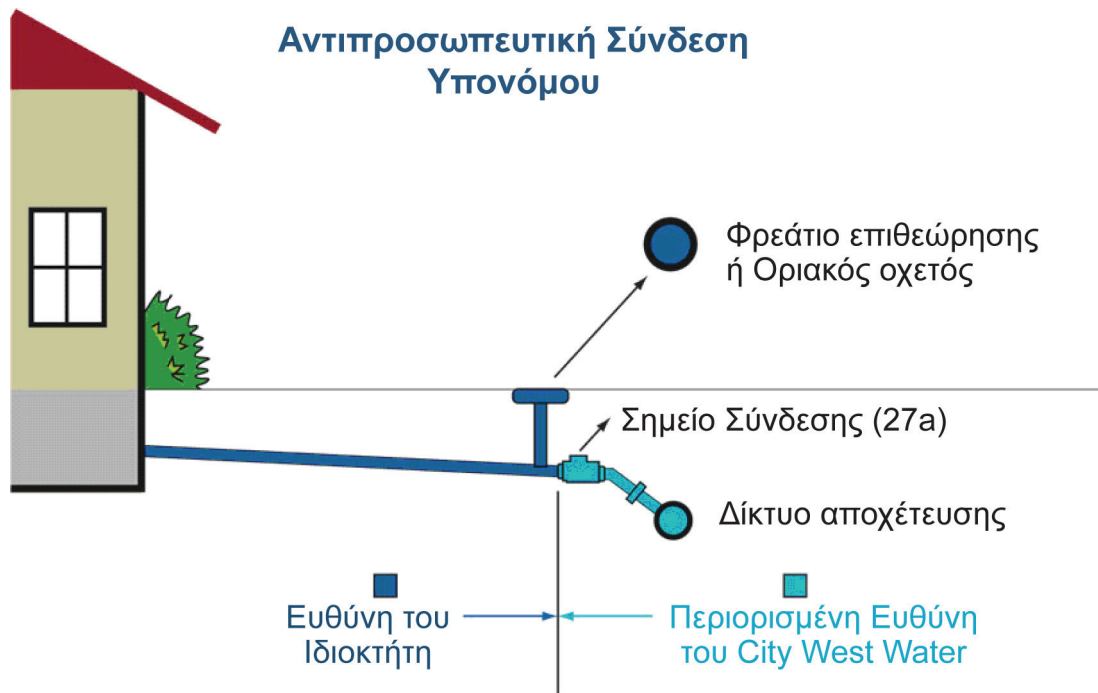 Αντιπροσωπευτική Σύνδεση
Υπονόμου
Φρεάτιο επιθεώρησης
ή Οριακός οχετός
Σημείο Σύνδεσης (27a)
Δίκτυο αποχέτευσης
Ευθύνη του
Ιδιοκτήτη
Περιορισμένη Ευθύνη
του City West Water